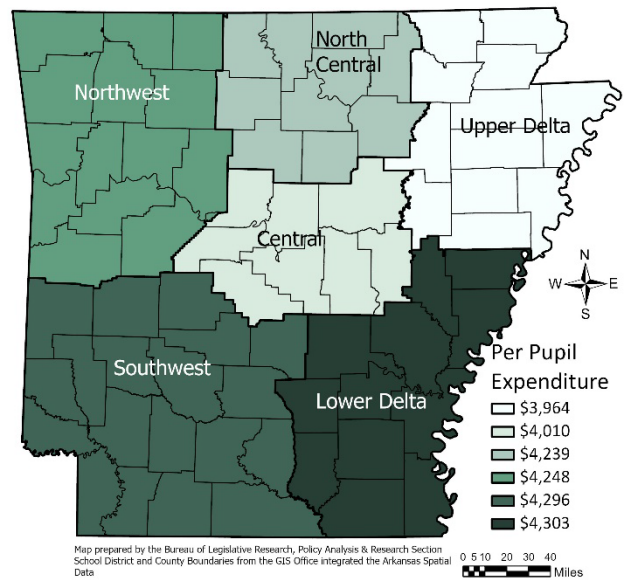 North
Central
Northwest
Upper Delta
Central
N
W E
S
Southwest
Lower Delta
Per Pupil
Expenditure
$3,964
$4,010
$4,239
$4,248
$4,296
$4,303
Map prepared by the Bureau of Legislative Research, Policy Analysis & Research Section
School District and County Boundaries from the GIS Office integrated the Arkansas Spatial
Data
0 5 10 20 30 40
Miles